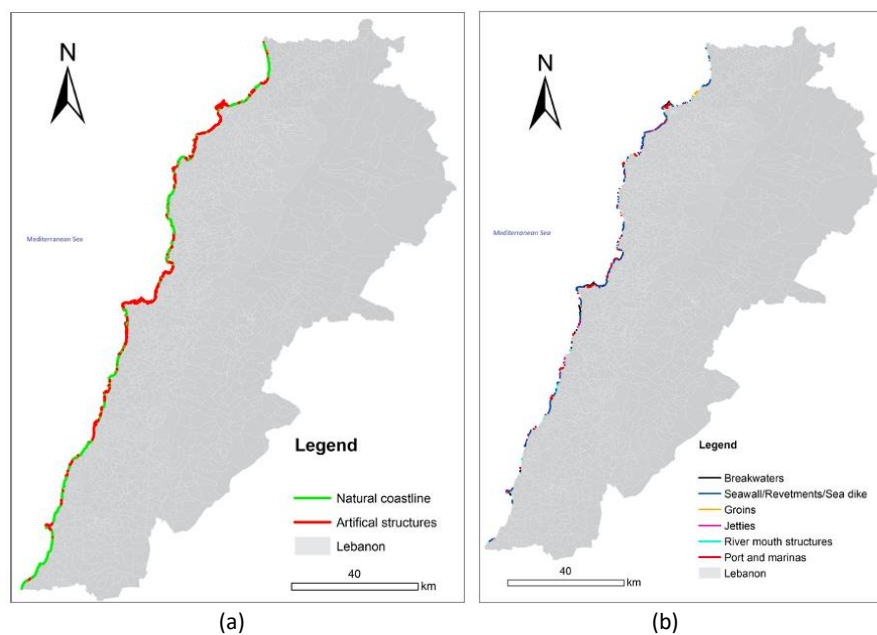 N
Mediterranean Sea
Legend
Natural coastline
Artifical structures
Lebanon
40
km
(a)
N
Mediterranean Sea
Legend
Breakwaters
Seawall/Revetments/Sea dike
Groins
Jetties
River mouth structures
Port and marinas
Lebanon
40
km
(b)